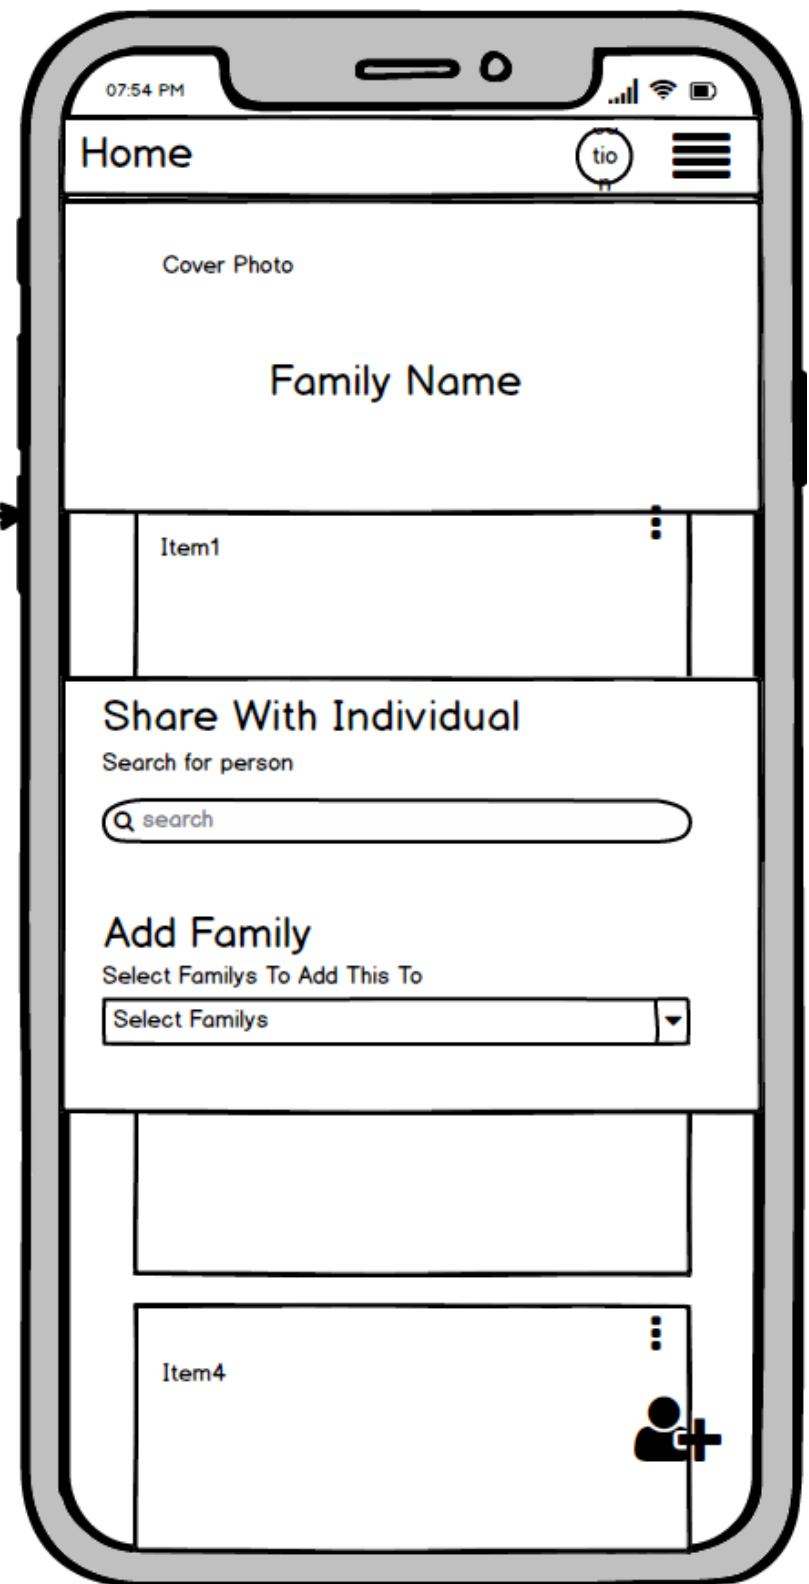 07:54 PM
Home
tio
n
Cover Photo
Family Name
Item1
Share With Individual
Search for person
search
Add Family
Select Familys To Add This To
Select Familys
Item4